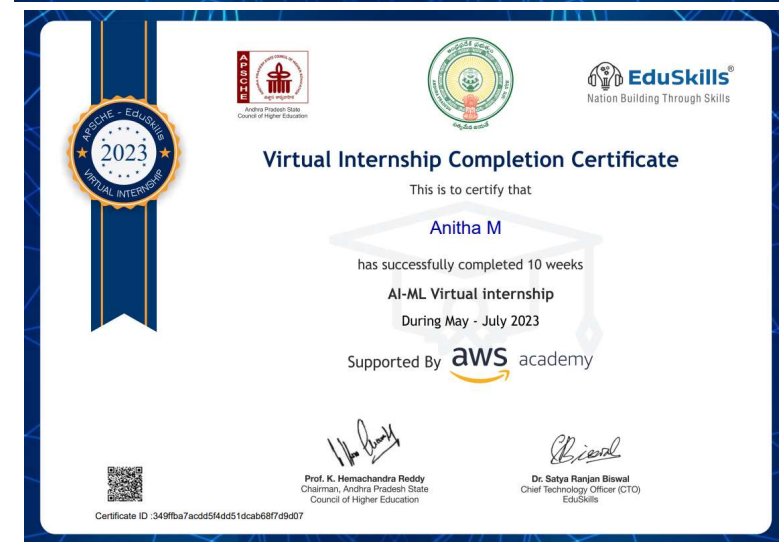 APSCHE - EduSkills
2023
VIRTUAL INTERNSHIP
APSCHE
Andhra Pradesh State
Council of Higher Education
EduSkills®
Nation Building Through Skills
Virtual Internship Completion Certificate
This is to certify that
Anitha M
has successfully completed 10 weeks
AI-ML Virtual internship
During May - July 2023
Supported By aws academy
Prof. K. Hemachandra Reddy
Chairman, Andhra Pradesh State
Council of Higher Education
Dr. Satya Ranjan Biswal
Chief Technology Officer (CTO)
EduSkills
Certificate ID :349ffba7acdd5f4dd51dcab68f7d9d07